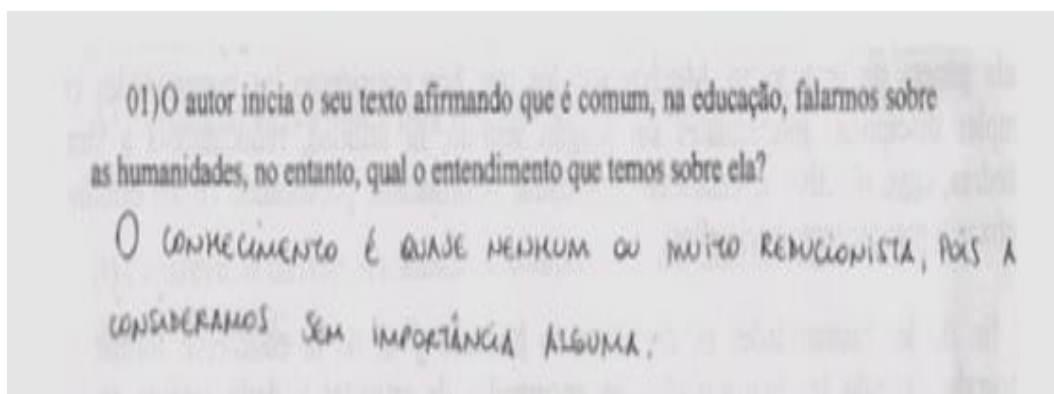 01)O autor inicia o seu texto afirmando que é comum, na educação, falarmos sobre
as humanidades, no entanto, qual o entendimento que temos sobre ela?
O CONHECIMENTO É QUASE NENHUM OU MUITO REDUCIONISTA, POIS A
CONSIDERAMOS SEM IMPORTÂNCIA ALGUMA.